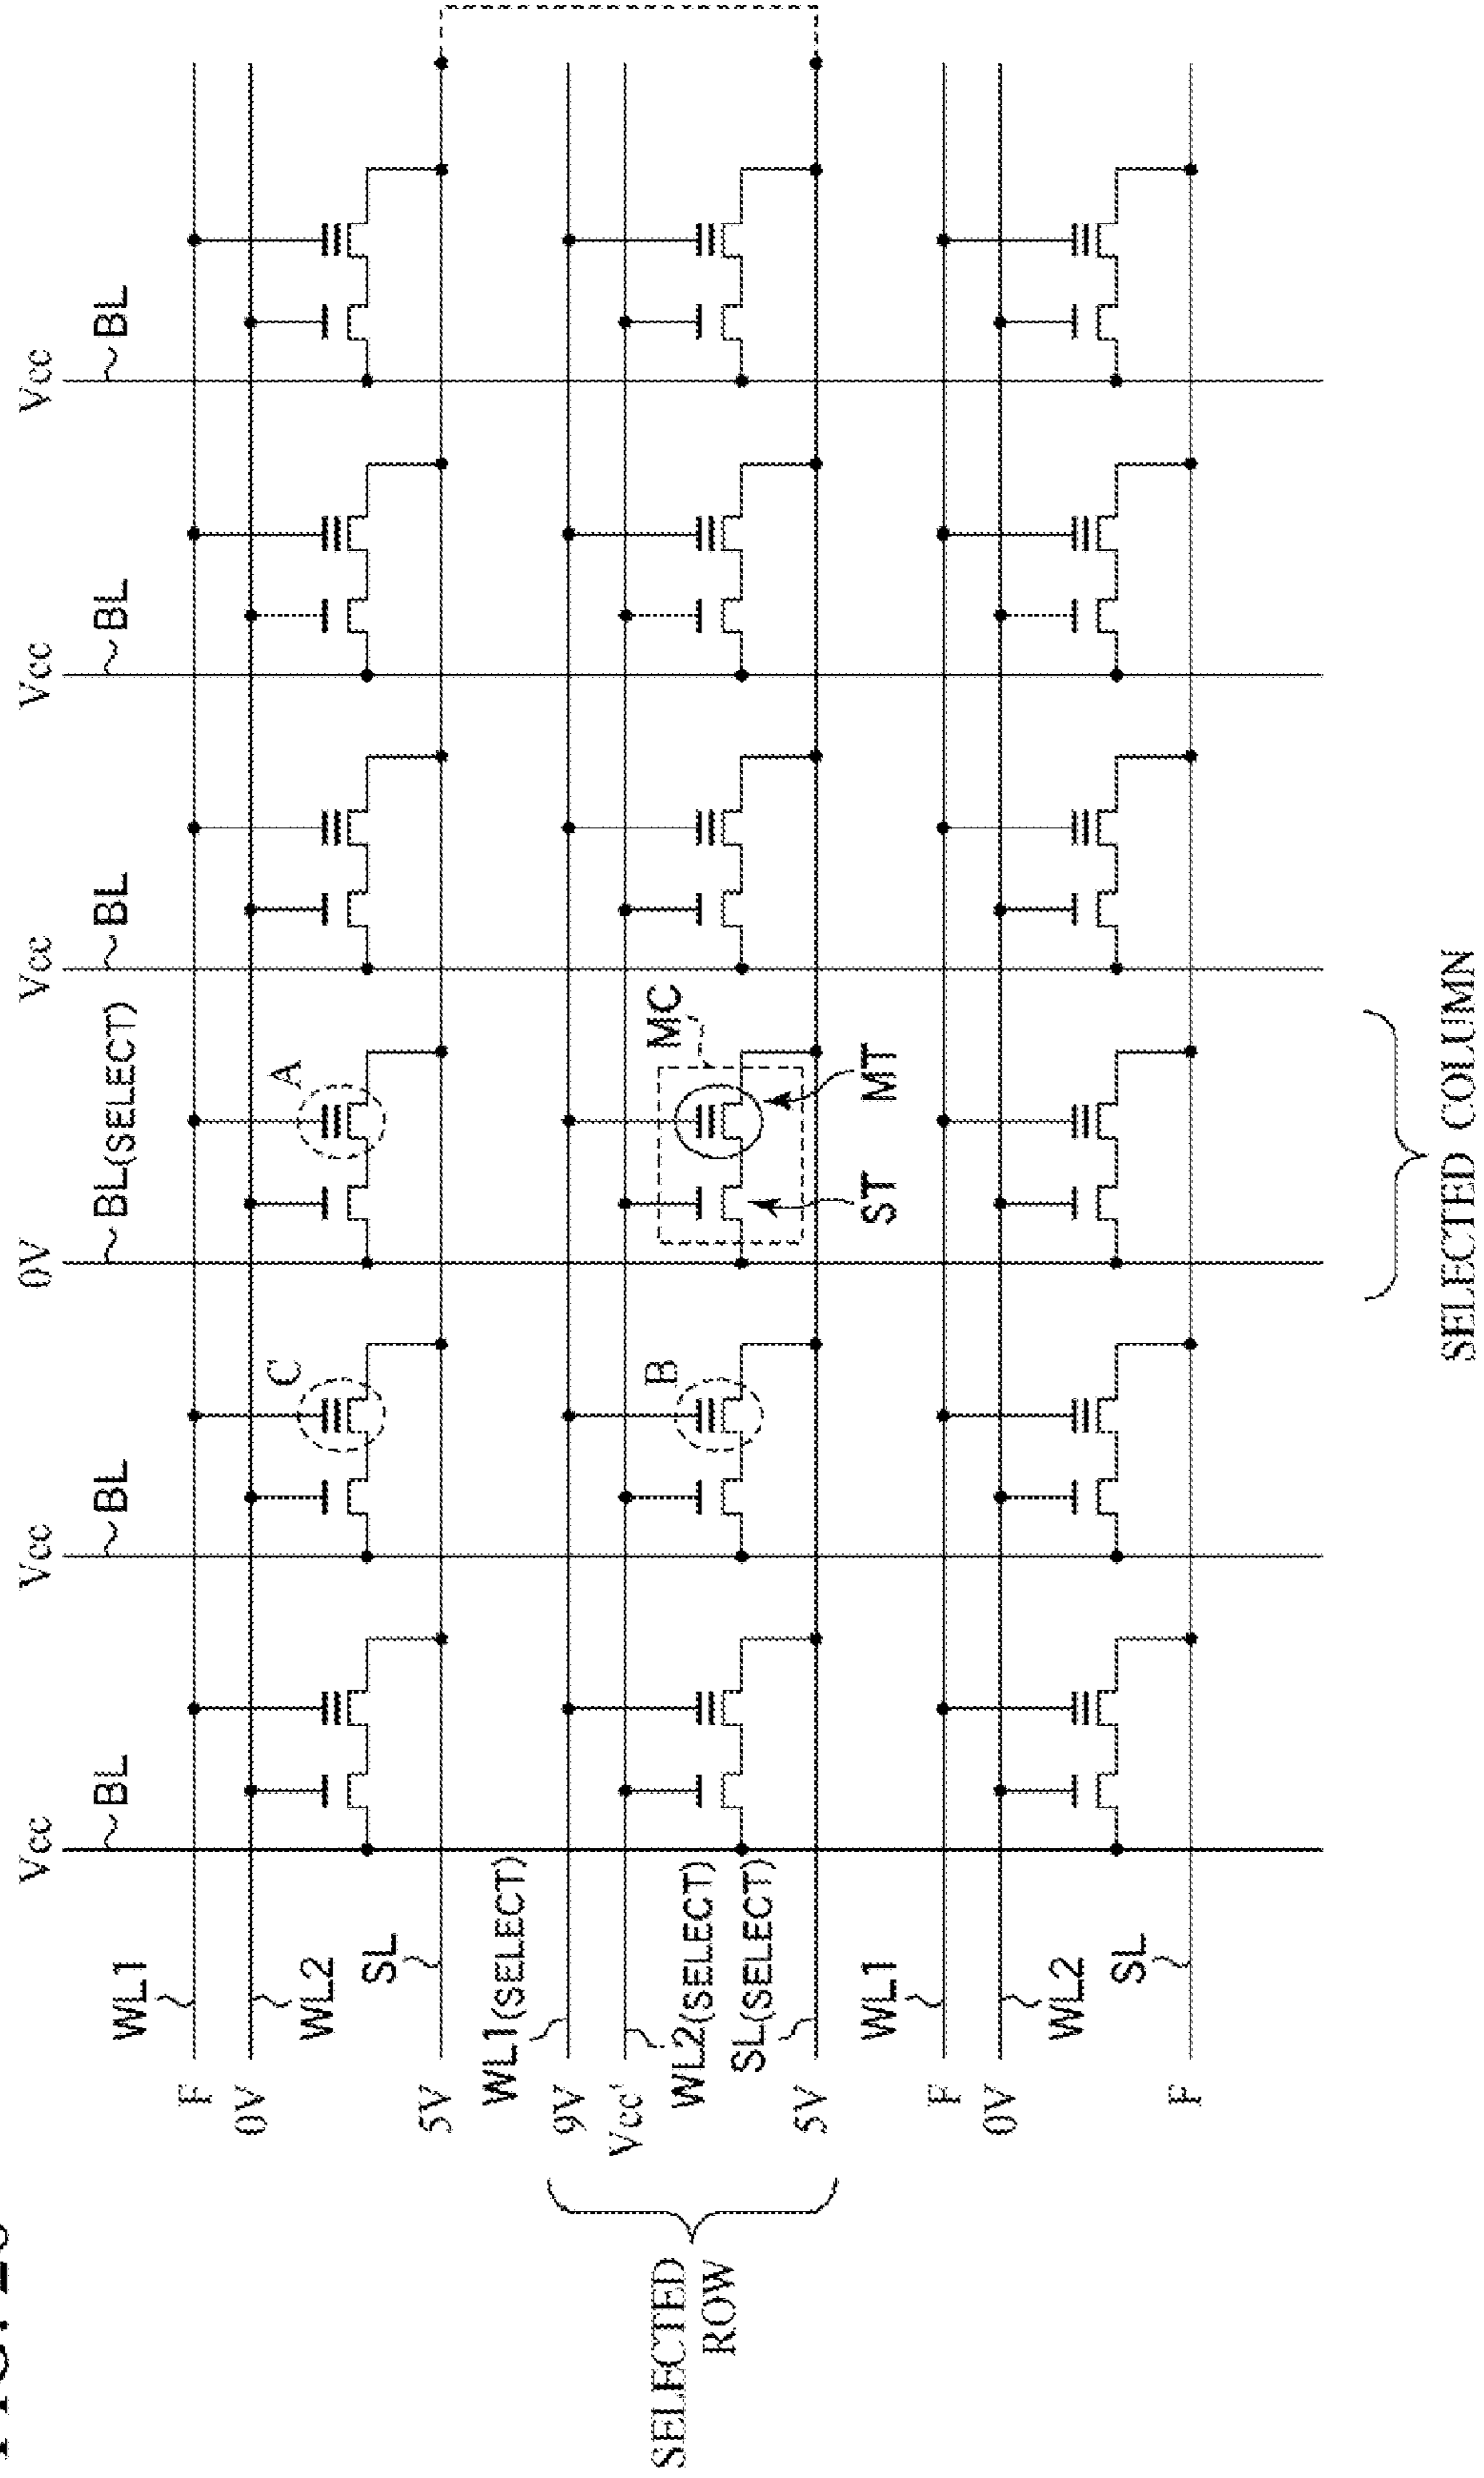 Vcc Vcc 0V Vcc Vcc Vcc
BL BL BL(SELECT) BL BL BL
WL1
F
0V
C A
WL2
SL
5V
WL1(SELECT)
9V
Vcc'
B MC
SELECTED
ROW
WL2(SELECT)
SL(SELECT)
5V
ST MT
WL1
F
0V
WL2
SL
F
SELECTED COLUMN